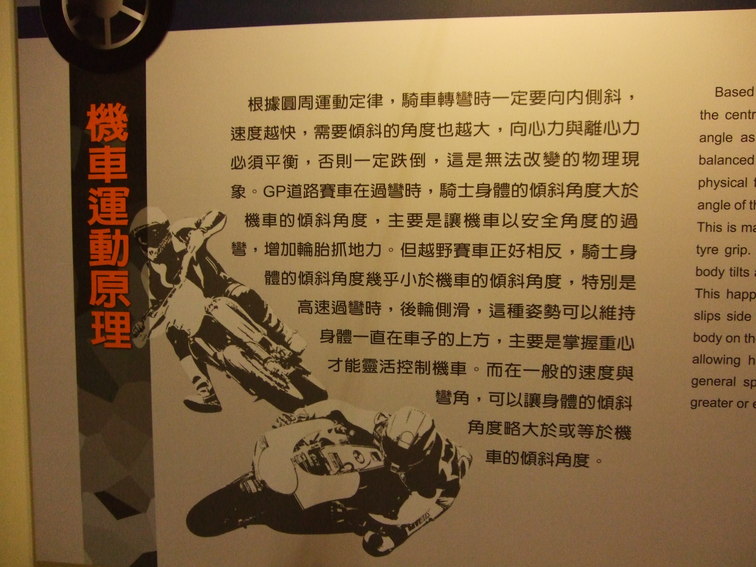 機車運動原理
根據圓周運動定律，騎車轉彎時一定要向內側斜，
速度越快，需要傾斜的角度也越大，向心力與離心力
必須平衡，否則一定跌倒，這是無法改變的物理現
象。GP道路賽車在過彎時，騎士身體的傾斜角度大於
機車的傾斜角度，主要是讓機車以安全角度的過
彎，增加輪胎抓地力。但越野賽車正好相反，騎士身
體的傾斜角度幾乎小於機車的傾斜角度，特別是
高速過彎時，後輪側滑，這種姿勢可以維持
身體一直在車子的上方，主要是掌握重心
才能靈活控制機車。而在一般的速度與
彎角，可以讓身體的傾斜
角度略大於或等於機
車的傾斜角度。
Based
the centr
angle as
balanced
physical f
angle of th
This is ma
tyre grip.
body tilts a
This happ
slips side
body on the
allowing h
general sp
greater or e